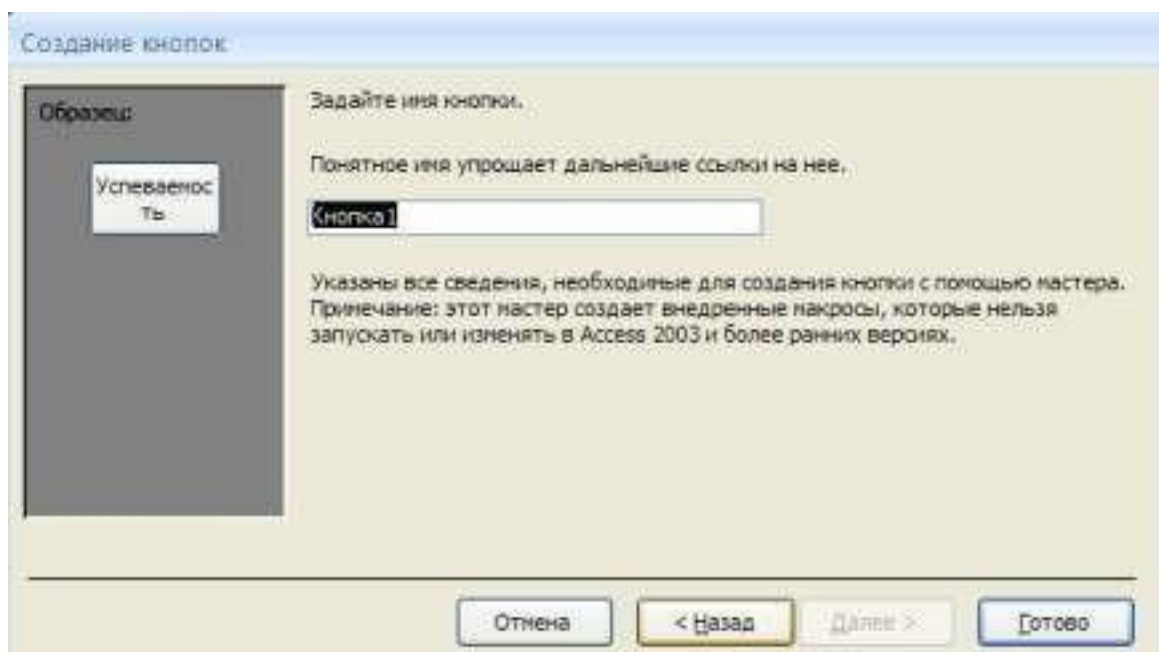 Создание кнопок
Образец:
Задайте имя кнопки.
Понятное имя упрощает дальнейшие ссылки на нее.
Успеваемос
ть
Кнопка1
Указаны все сведения, необходимые для создания кнопки с помощью мастера.
Примечание: этот мастер создает внедренные макросы, которые нельзя
запускать или изменять в Access 2003 и более ранних версиях.
Отмена
< Назад
Далее >
Готово